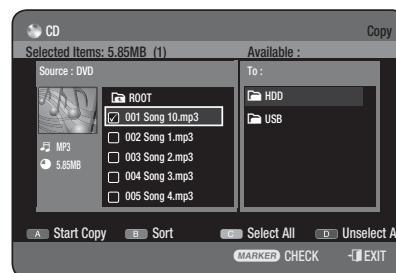 CD Copy
Selected Items: 5.85MB (1) Available :
Source : DVD To :
ROOT HDD
001 Song 10.mp3
002 Song 1.mp3 USB
MP3
003 Song 2.mp3
5.85MB
004 Song 3.mp3
005 Song 4.mp3
A Start Copy B Sort C Select All D Unselect A
MARKER CHECK EXIT